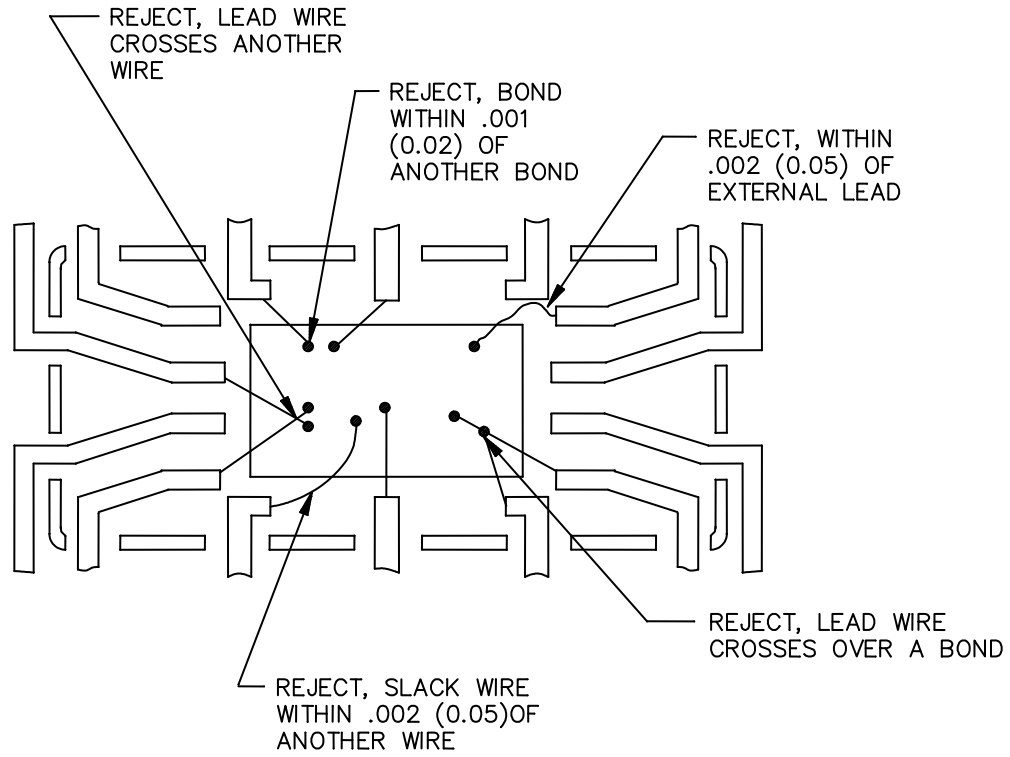 REJECT, LEAD WIRE
CROSSES ANOTHER
WIRE
REJECT, BOND
WITHIN .001
(0.02) OF
ANOTHER BOND
REJECT, WITHIN
.002 (0.05) OF
EXTERNAL LEAD
REJECT, LEAD WIRE
CROSSES OVER A BOND
REJECT, SLACK WIRE
WITHIN .002 (0.05)OF
ANOTHER WIRE